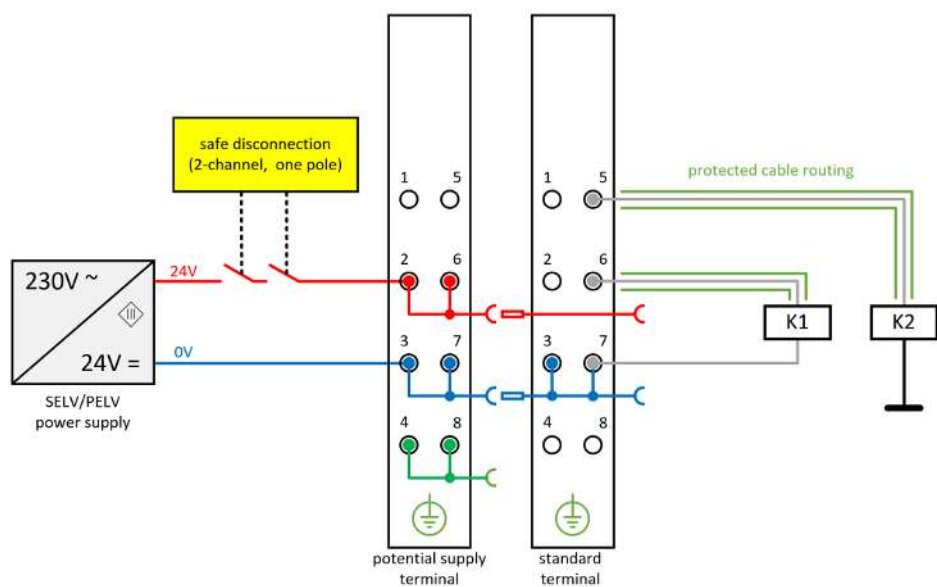 safe disconnection
(2-channel, one pole)
230V ~
III
24V =
SELV/PELV
power supply
24V
0V
1 5
2 6
3 7
4 8
potential supply
terminal
1 5
2 6
3 7
4 8
standard
terminal
protected cable routing
K1
K2